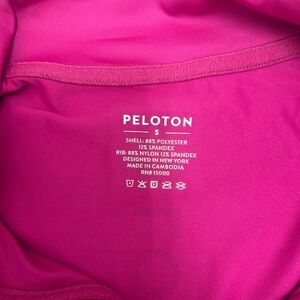 PELOTON
S
SHELL: 88% POLYESTER
12% SPANDEX
RIB: 88% NYLON 12% SPANDEX
DESIGNED IN NEW YORK
MADE IN CAMBODIA
RN# 150110